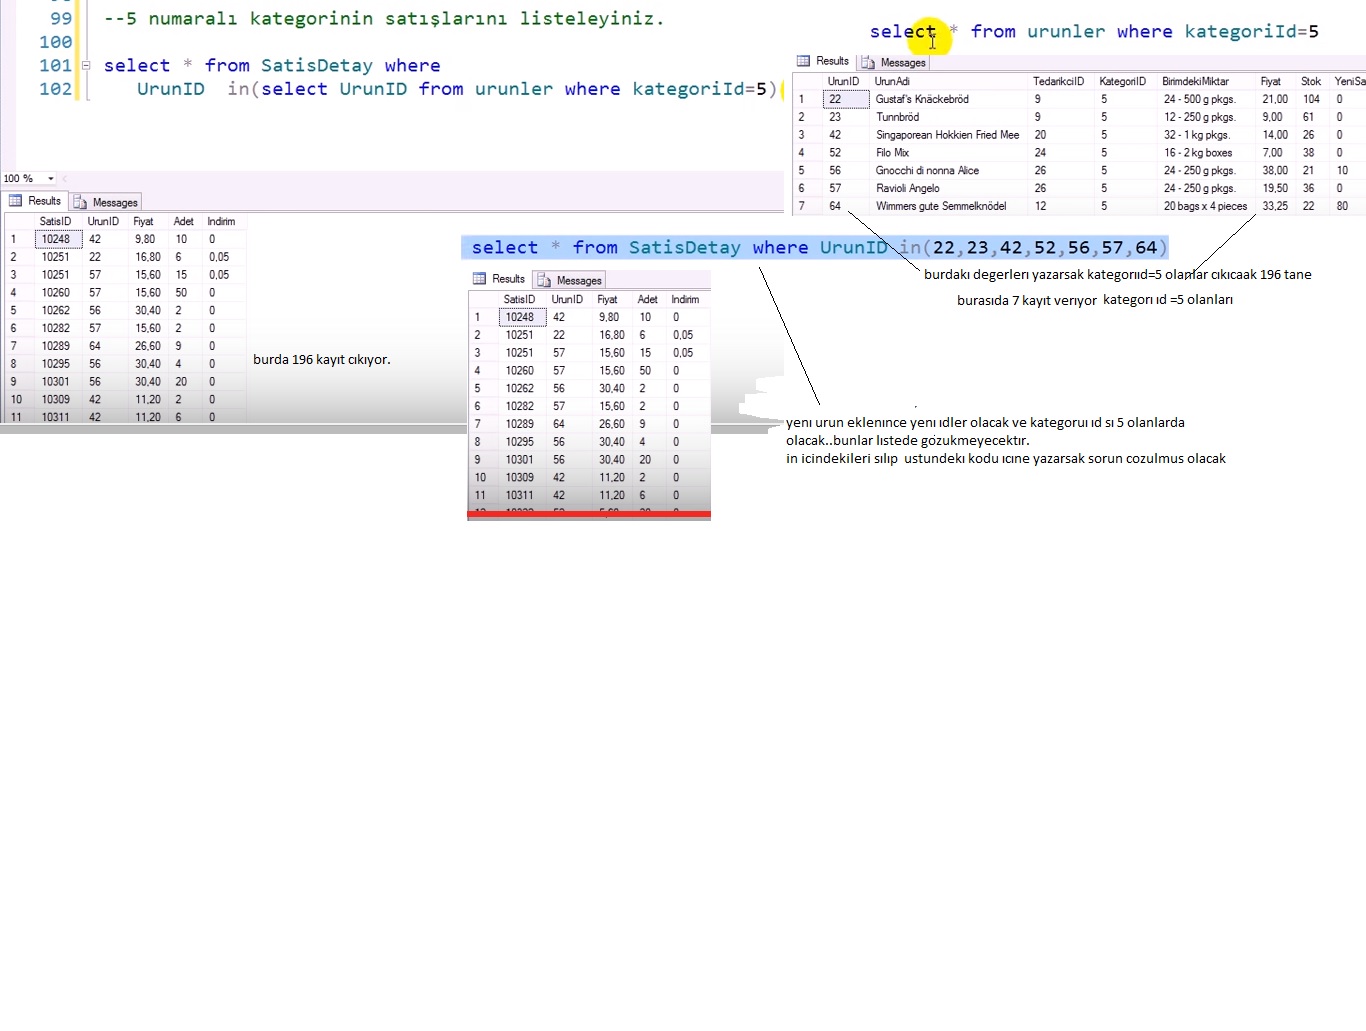 99 --5 numaralı kategorinin satışlarını listeleyiniz.
100
101 select * from SatisDetay where
102 UrunID in(select UrunID from urunler where kategoriId=5)
100 %
Results Messages
SatisID UrunID Fiyat Adet Indirim
1 10248 42 9,80 10 0
2 10251 22 16,80 6 0,05
3 10251 57 15,60 15 0,05
4 10260 57 15,60 50 0
5 10262 56 30,40 2 0
6 10282 57 15,60 2 0
7 10289 64 26,60 9 0
8 10295 56 30,40 4 0
9 10301 56 30,40 20 0
10 10309 42 11,20 2 0
11 10311 42 11,20 6 0
burda 196 kayıt cıkıyor.
select * from urunler where kategoriId=5
Results Messages
UrunID UrunAdi TedarikciID KategoriID BirimdekiMiktar Fiyat Stok YeniSa
1 22 Gustaf's Knäckebröd 9 5 24 - 500 g pkgs. 21,00 104 0
2 23 Tunnbröd 9 5 12 - 250 g pkgs. 9,00 61 0
3 42 Singaporean Hokkien Fried Mee 20 5 32 - 1 kg pkgs. 14,00 26 0
4 52 Filo Mix 24 5 16 - 2 kg boxes 7,00 38 0
5 56 Gnocchi di nonna Alice 26 5 24 - 250 g pkgs. 38,00 21 10
6 57 Ravioli Angelo 26 5 24 - 250 g pkgs. 19,50 36 0
7 64 Wimmers gute Semmelknödel 12 5 20 bags x 4 pieces 33,25 22 80
select * from SatisDetay where UrunID in(22,23,42,52,56,57,64)
burdakı degerlerı yazarsak kategorııd=5 olanlar cıkıcaak 196 tane
burasıda 7 kayıt verıyor kategorı ıd =5 olanları
Results Messages
SatisID UrunID Fiyat Adet Indirim
1 10248 42 9,80 10 0
2 10251 22 16,80 6 0,05
3 10251 57 15,60 15 0,05
4 10260 57 15,60 50 0
5 10262 56 30,40 2 0
6 10282 57 15,60 2 0
7 10289 64 26,60 9 0
8 10295 56 30,40 4 0
9 10301 56 30,40 20 0
10 10309 42 11,20 2 0
11 10311 42 11,20 6 0
yenı urun eklenınce yenı ıdler olacak ve kategoruı ıd sı 5 olanlarda
olacak..bunlar lıstede gözukmeyecektır.
in icindekileri sılıp ustundekı kodu ıcıne yazarsak sorun cozulmus olacak